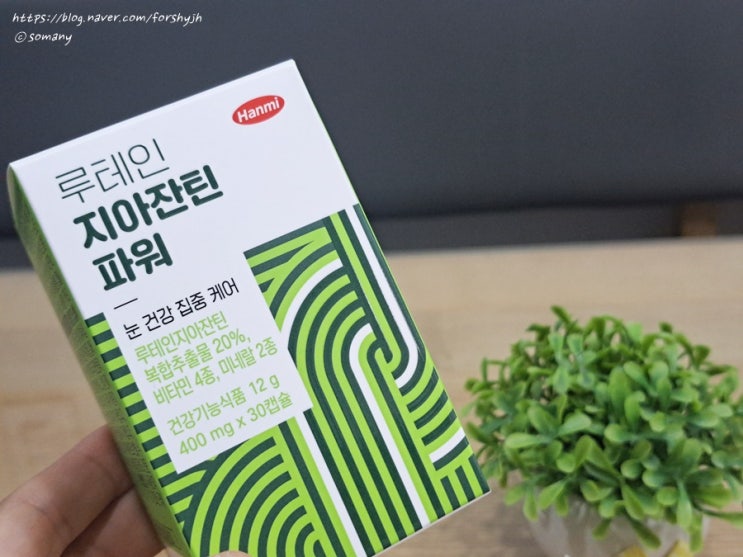 https://blog.naver.com/forshyjh
ⓒsomany
Hanmi
루테인
지아잔틴
파워
눈 건강 집중 케어
루테인지아잔틴
복합추출물 20%,
비타민 4종, 미네랄 2종
건강기능식품 12 g
400 mg x 30캡슐